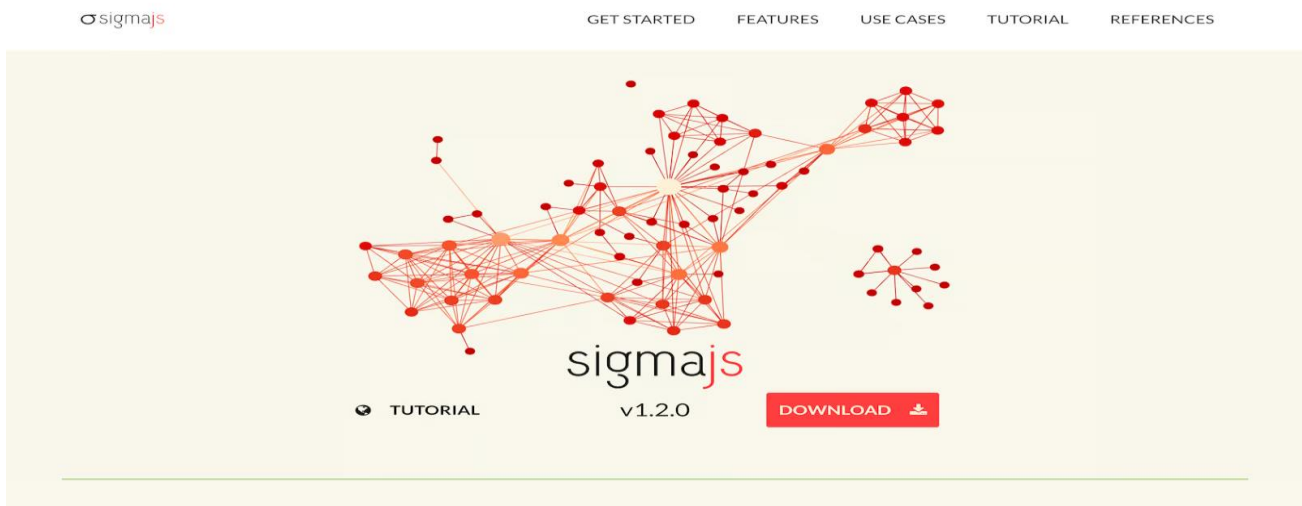 σsigmajs GET STARTED FEATURES USE CASES TUTORIAL REFERENCES
sigmajs
TUTORIAL v1.2.0 DOWNLOAD